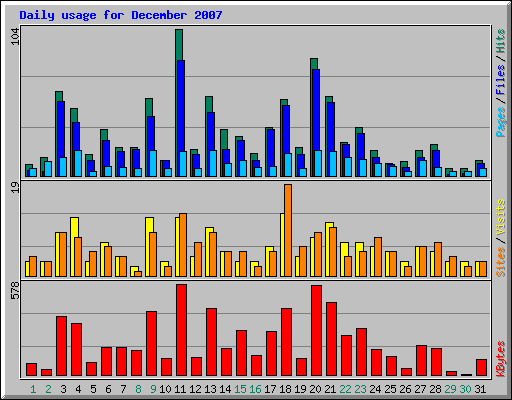 Daily usage for December 2007
104
Pages / Files / Hits
19
Sites / Visits
578
KBytes
1 2 3 4 5 6 7 8 9 10 11 12 13 14 15 16 17 18 19 20 21 22 23 24 25 26 27 28 29 30 31